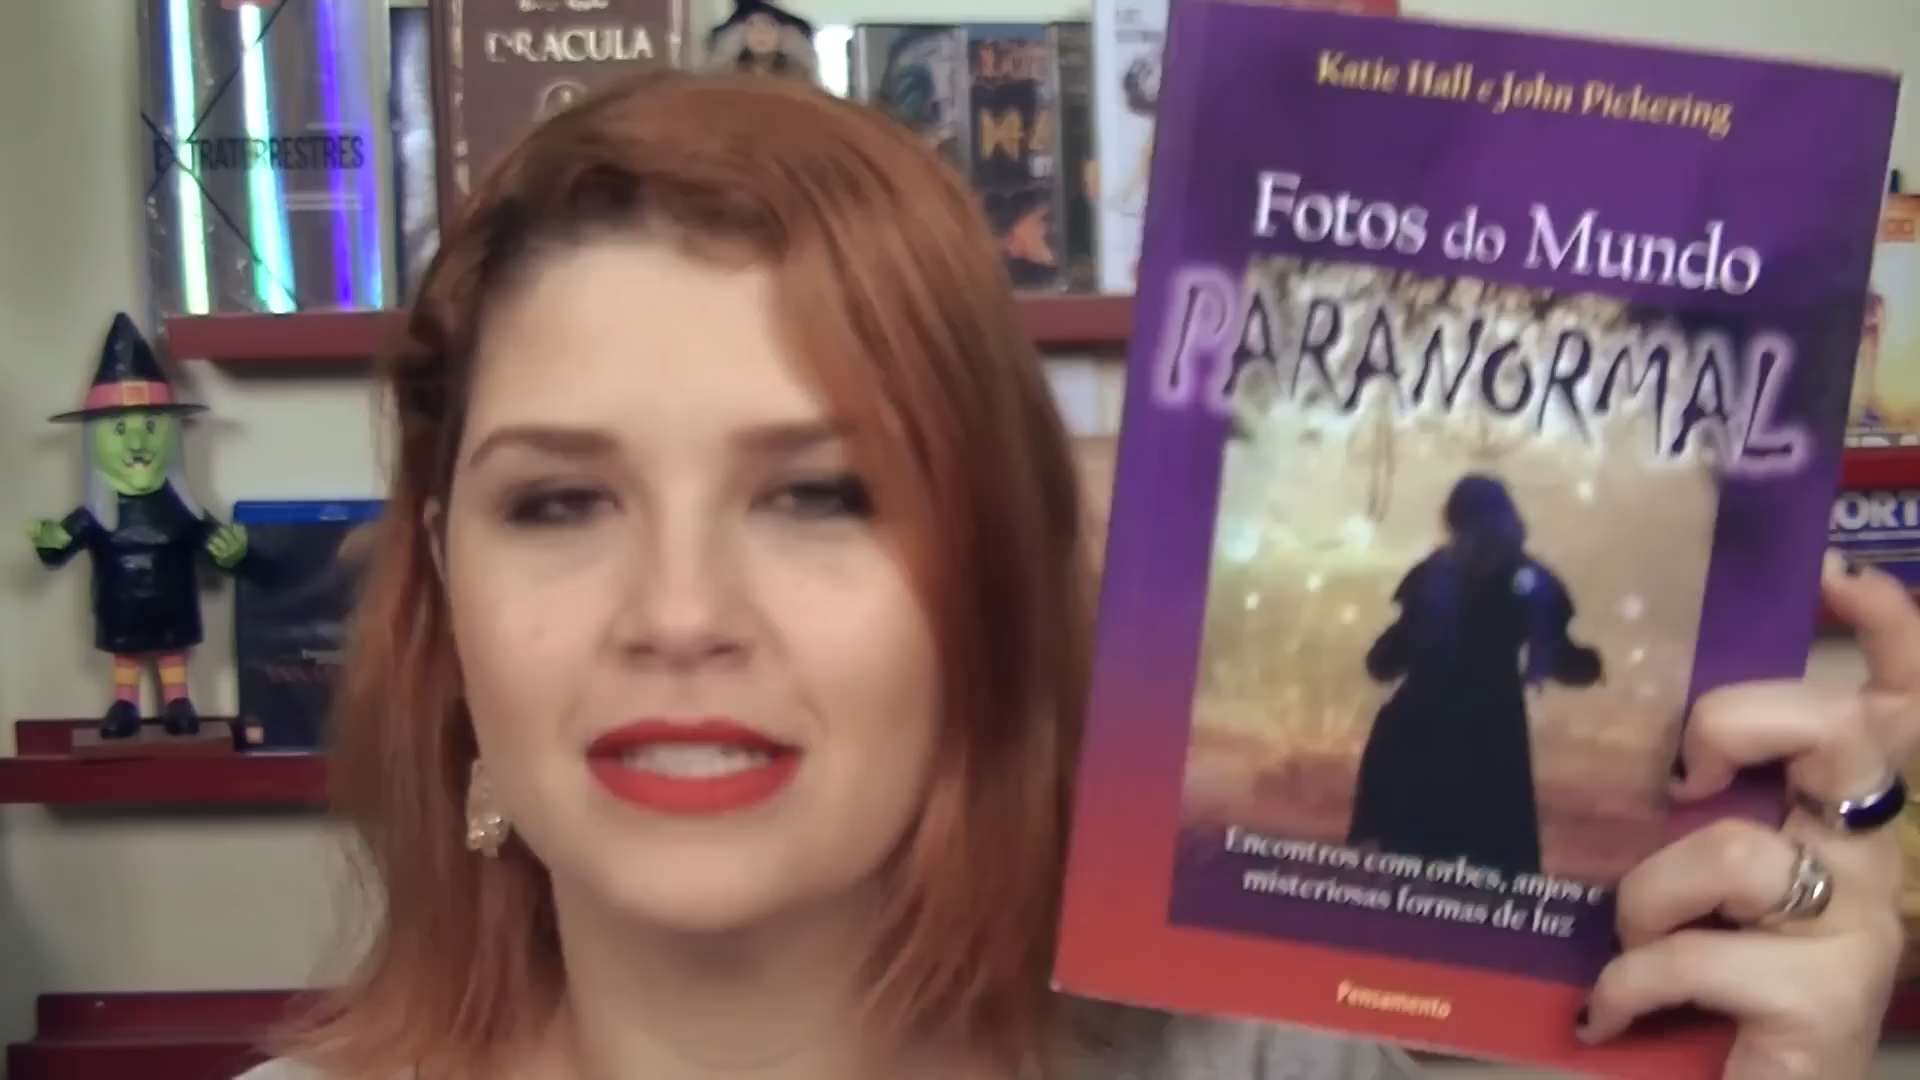 DRACULA
EXTRATERRESTRES
Katie Hall e John Pickering
Fotos do Mundo
PARANORMAL
Encontros com orbes, anjos e
misteriosas formas de luz
Pensamento